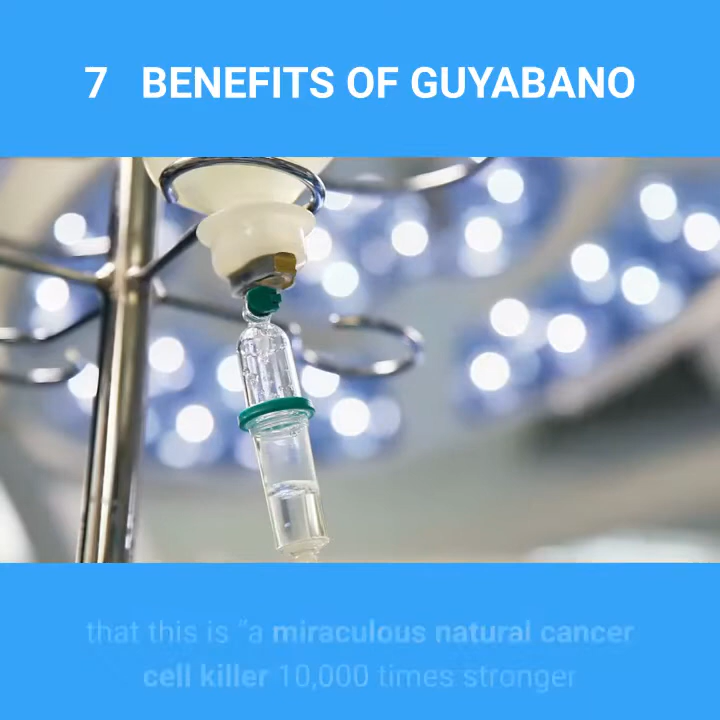 7 BENEFITS OF GUYABANO
that this is "a miraculous natural cancer
cell killer 10,000 times stronger